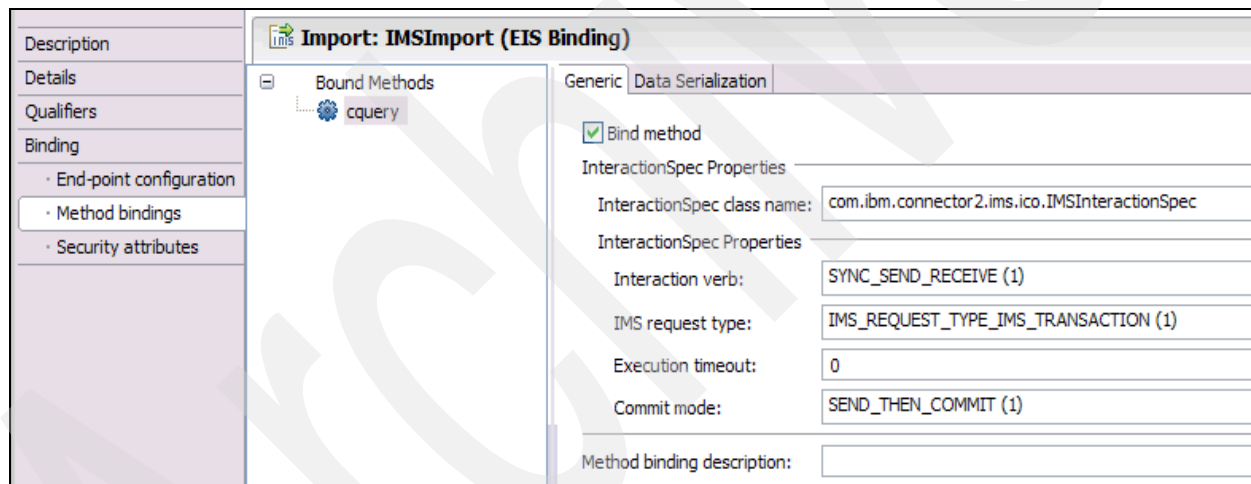 Description
Details
Qualifiers
Binding
· End-point configuration
· Method bindings
· Security attributes
ims Import: IMSImport (EIS Binding)
Bound Methods
cquery
Generic Data Serialization
Bind method
InteractionSpec Properties
InteractionSpec class name: com.ibm.connector2.ims.ico.IMSInteractionSpec
InteractionSpec Properties
Interaction verb: SYNC_SEND_RECEIVE (1)
IMS request type: IMS_REQUEST_TYPE_IMS_TRANSACTION (1)
Execution timeout: 0
Commit mode: SEND_THEN_COMMIT (1)
Method binding description: